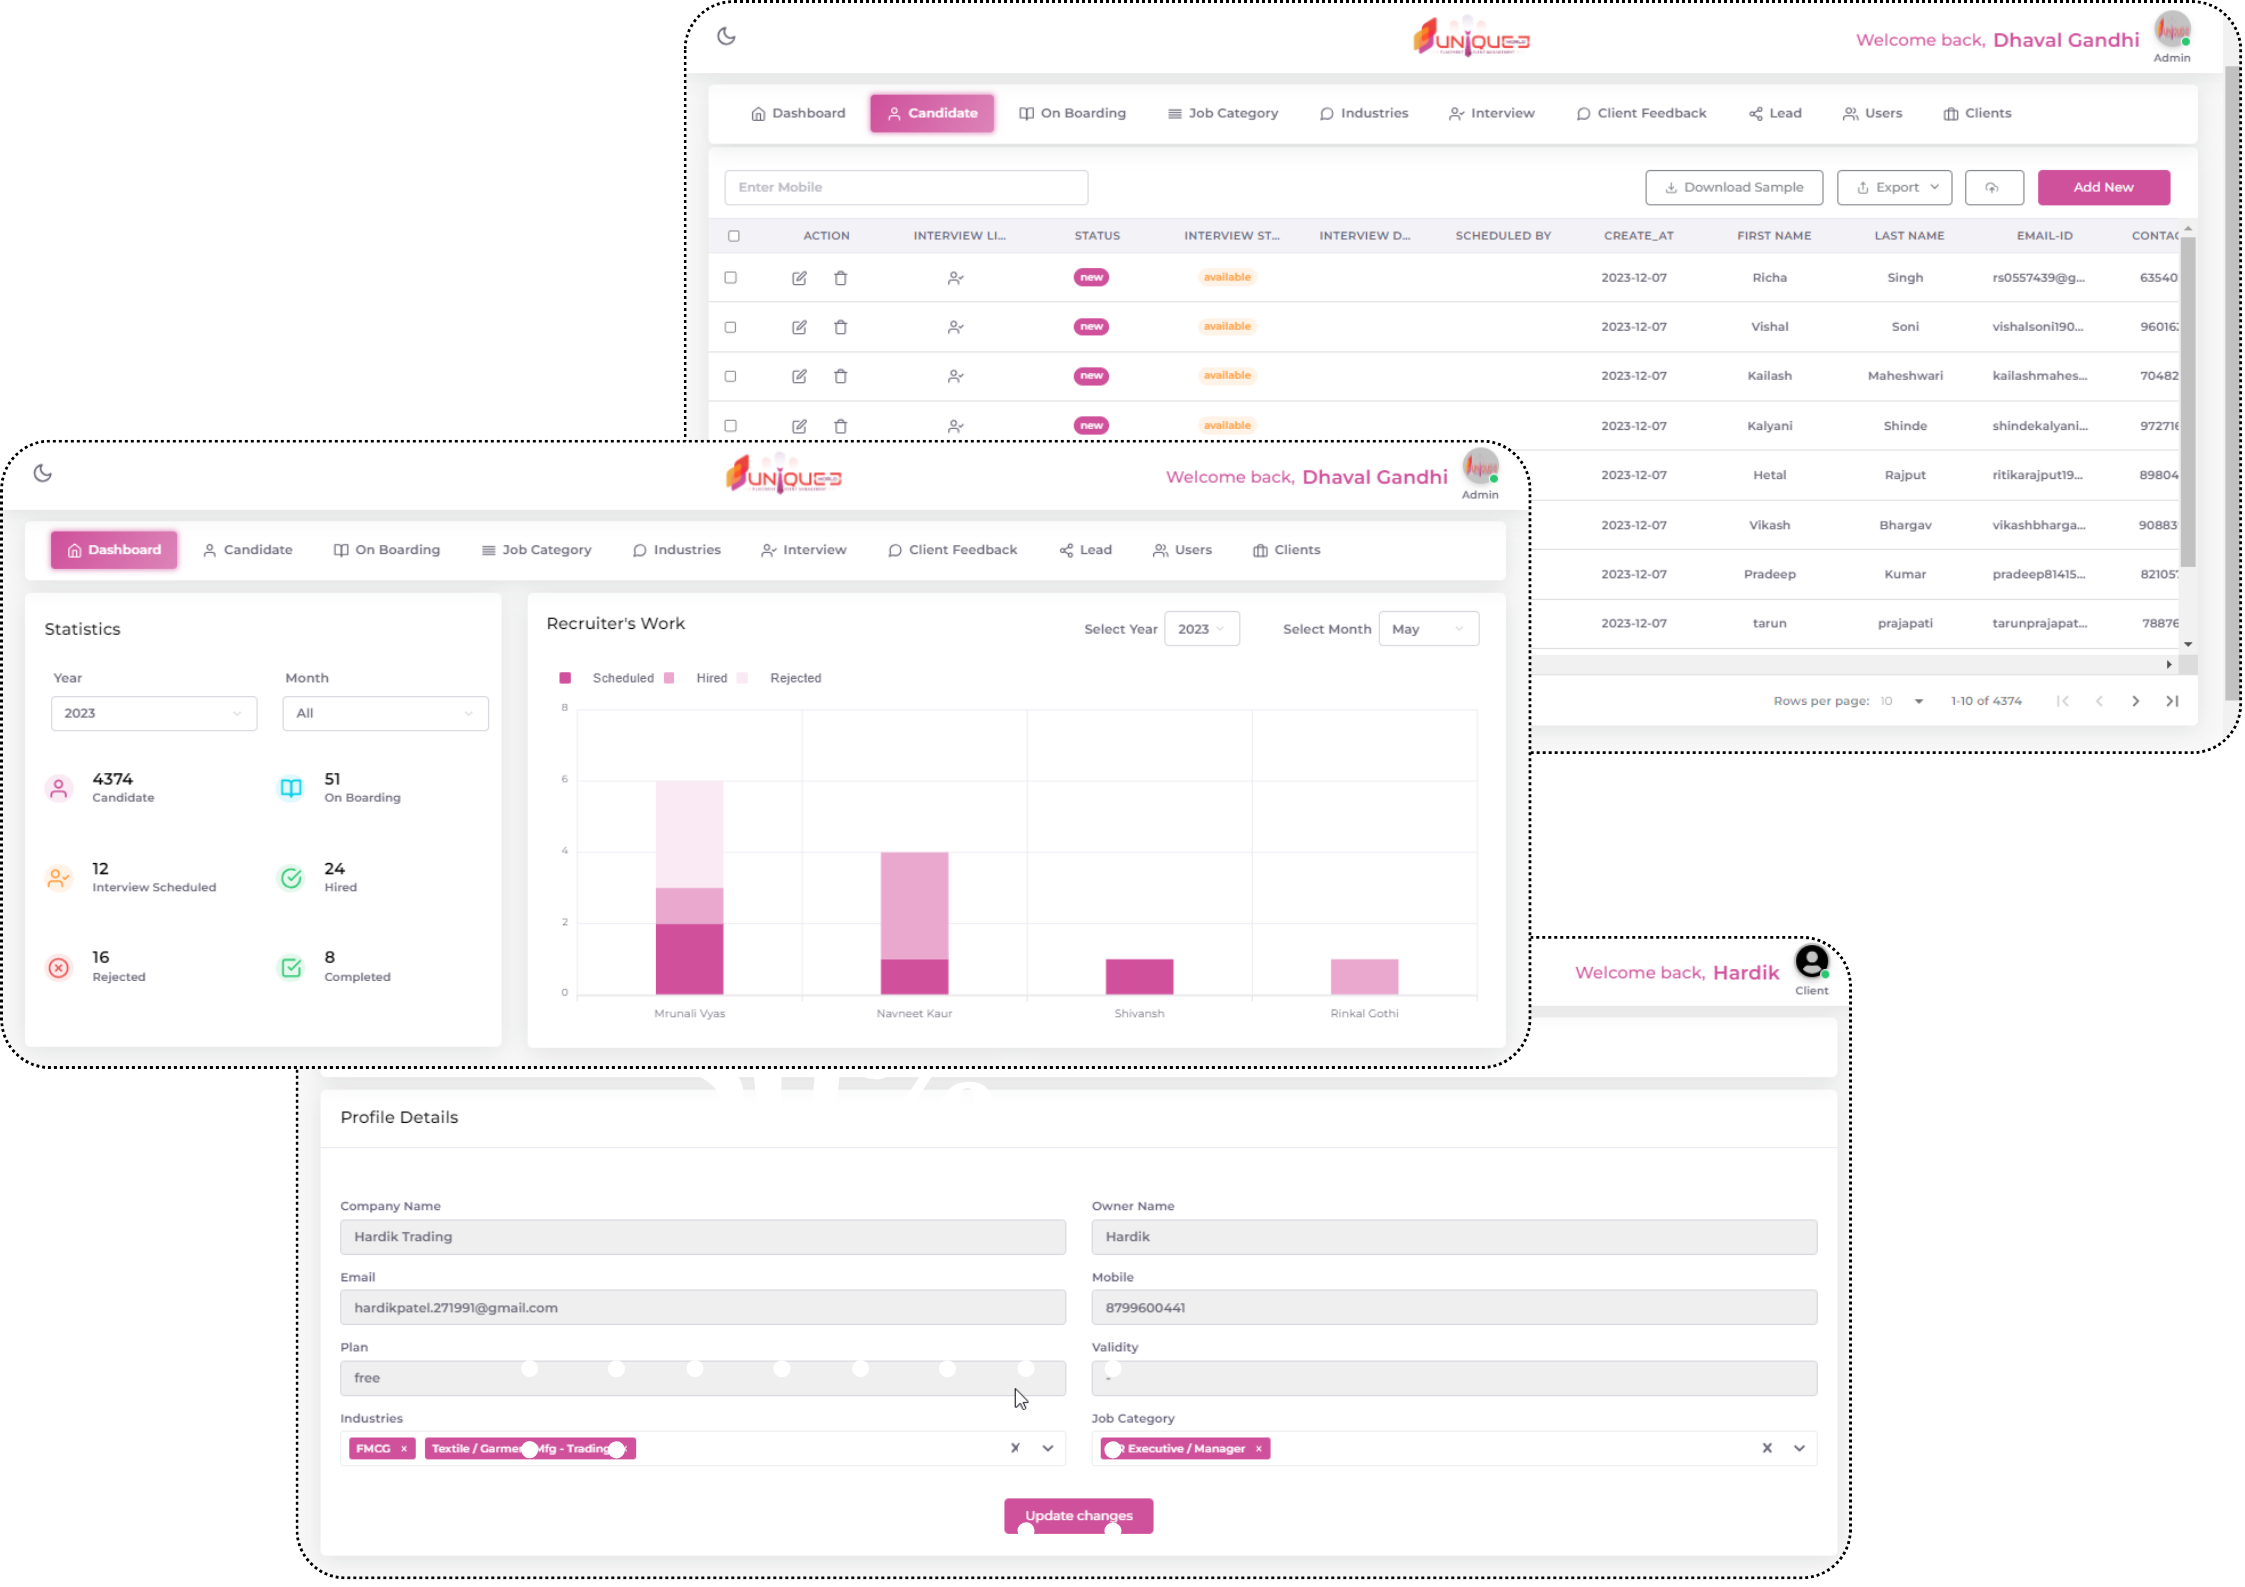 UNIQUE WORLD
Welcome back, Dhaval Gandhi
Admin
Dashboard Candidate On Boarding Job Category Industries Interview Client Feedback Lead Users Clients
Enter Mobile Download Sample Export Add New
ACTION INTERVIEW LI... STATUS INTERVIEW ST... INTERVIEW D... SCHEDULED BY CREATE_AT FIRST NAME LAST NAME EMAIL-ID CONTAC
new available 2023-12-07 Richa Singh rs0557439@g... 63540
new available 2023-12-07 Vishal Soni vishalsoni190... 96016
new available 2023-12-07 Kailash Maheshwari kailashmahes... 70482
new available 2023-12-07 Kalyani Shinde shindekalyani... 97271
2023-12-07 Hetal Rajput ritikarajput19... 89804
2023-12-07 Vikash Bhargav vikashbharga... 90883
2023-12-07 Pradeep Kumar pradeep81415... 82105
2023-12-07 tarun prajapati tarunprajapat... 78876
Rows per page: 10 1-10 of 4374
UNIQUE WORLD
Welcome back, Dhaval Gandhi
Admin
Dashboard Candidate On Boarding Job Category Industries Interview Client Feedback Lead Users Clients
Statistics
Year Month
2023 All
4374 51
Candidate On Boarding
12 24
Interview Scheduled Hired
16 8
Rejected Completed
Recruiter's Work
Select Year 2023 Select Month May
Scheduled Hired Rejected
8
6
4
2
0
Mrunali Vyas Navneet Kaur Shivansh Rinkal Gothi
Welcome back, Hardik
Client
Profile Details
Company Name Owner Name
Hardik Trading Hardik
Email Mobile
hardikpatel.271991@gmail.com 8799600441
Plan Validity
free -
Industries Job Category
FMCG × Textile / Garmen Mfg - Trading × R Executive / Manager ×
Update changes